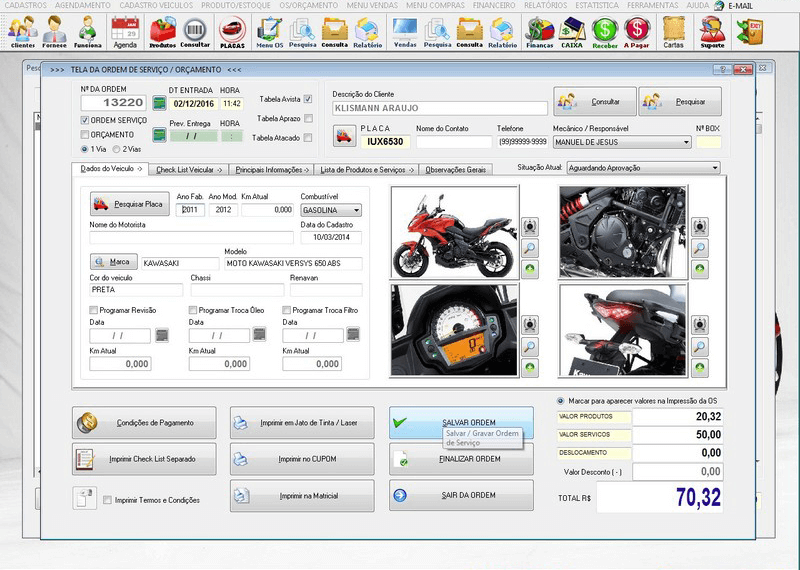 CADASTROS AGENDAMENTO CADASTRO VEICULOS PRODUTO/ESTOQUE OS/ORÇAMENTO MENU VENDAS MENU COMPRAS FINANCEIRO RELATÓRIOS ESTATÍSTICA FERRAMENTAS AJUDA E-MAIL
Clientes Fornece Funciona Agenda Produtos Consultar PLACAS Menu OS Pesquisa Consulta Relatório Vendas Pesquisa Consulta Relatório Finanças CAIXA Receber A Pagar Cartas Suporte EXIT
>>> TELA DA ORDEM DE SERVIÇO / ORÇAMENTO <<<
Nº DA ORDEM DT ENTRADA HORA
13220 02/12/2016 11:42
ORDEM SERVIÇO Prev. Entrega HORA
ORÇAMENTO / / :
1 Via 2 Vias
Tabela Avista
Tabela Aprazo
Tabela Atacado
Descrição do Cliente
KLISMANN ARAUJO
Consultar Pesquisar
PLACA Nome do Contato Telefone Mecânico / Responsável Nº BOX
IUX6530 (99)99999-9999 MANUEL DE JESUS
Dados do Veículo -> Check List Veicular -> Principais Informações -> Lista de Produtos e Serviços -> Observações Gerais
Situação Atual: Aguardando Aprovação
Pesquisar Placa
Ano Fab. Ano Mod. Km Atual Combustível
2011 2012 0,000 GASOLINA
Nome do Motorista Data do Cadastro
10/03/2014
Marca Modelo
KAWASAKI MOTO KAWASAKI VERSYS 650 ABS
Cor do veículo Chassi Renavan
PRETA
Programar Revisão Programar Troca Óleo Programar Troca Filtro
Data Data Data
/ / / / / /
Km Atual Km Atual Km Atual
0,000 0,000 0,000
Condições de Pagamento Imprimir em Jato de Tinta / Laser SALVAR ORDEM
Salvar / Gravar Ordem
de Serviço
Imprimir Check List Separado Imprimir no CUPOM FINALIZAR ORDEM
Imprimir Termos e Condições Imprimir na Matricial SAIR DA ORDEM
Marcar para aparecer valores na Impressão da OS
VALOR PRODUTOS 20,32
VALOR SERVICOS 50,00
DESLOCAMENTO 0,00
Valor Desconto ( - ) 0,00
TOTAL R$ 70,32